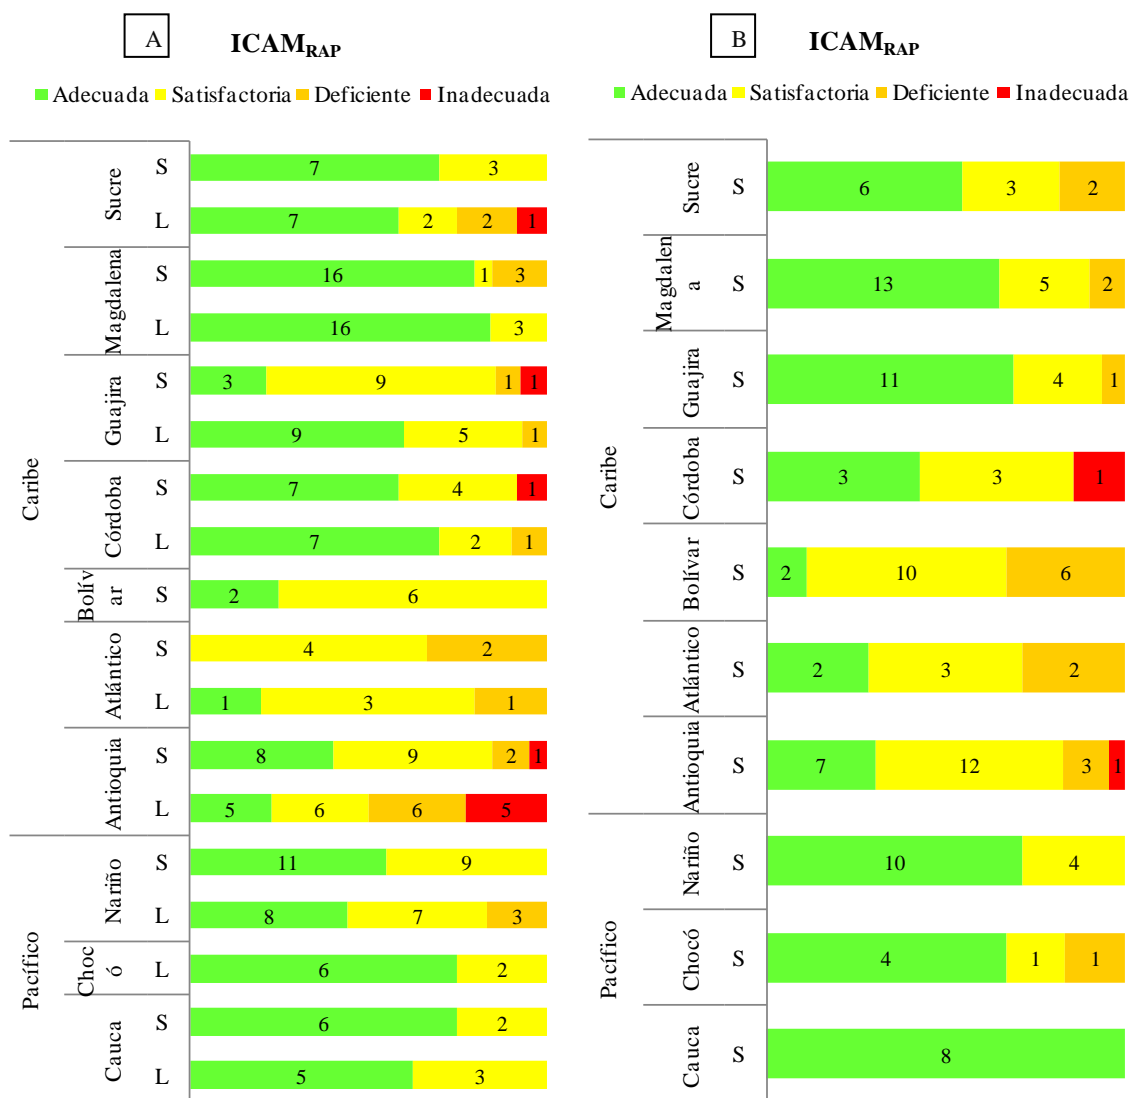 A
ICAM_RAP
Adecuada Satisfactoria Deficiente Inadecuada
Caribe
Sucre
S 7 3
L 7 2 2 1
Magdalena
S 16 1 3
L 16 3
Guajira
S 3 9 1 1
L 9 5 1
Córdoba
S 7 4 1
L 7 2 1
Bolív
ar
S 2 6
Atlántico
S 4 2
L 1 3 1
Antioquia
S 8 9 2 1
L 5 6 6 5
Pacífico
Nariño
S 11 9
L 8 7 3
Choc
ó
L 6 2
Cauca
S 6 2
L 5 3
B
ICAM_RAP
Adecuada Satisfactoria Deficiente Inadecuada
Caribe
Sucre
S 6 3 2
Magdalen
a
S 13 5 2
Guajira
S 11 4 1
Córdoba
S 3 3 1
Bolívar
S 2 10 6
Atlántico
S 2 3 2
Antioquia
S 7 12 3 1
Pacífico
Nariño
S 10 4
Chocó
S 4 1 1
Cauca
S 8